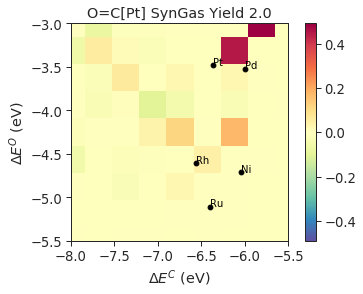 O=C[Pt] SynGas Yield 2.0
−3.0
−3.5
−4.0
−4.5
−5.0
−5.5
ΔE^O (eV)
Pt
Pd
Rh
Ni
Ru
0.4
0.2
0.0
−0.2
−0.4
−8.0 −7.5 −7.0 −6.5 −6.0 −5.5
ΔE^C (eV)